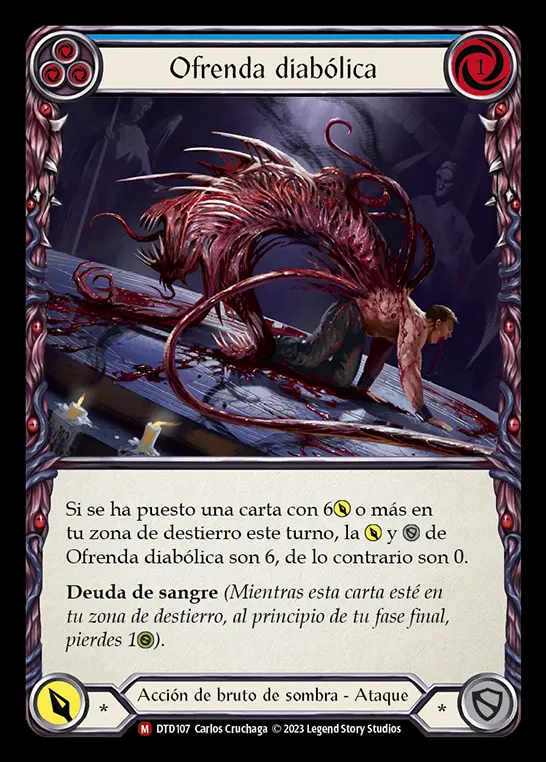 Ofrenda diabólica
1
Si se ha puesto una carta con 6 o más en
tu zona de destierro este turno, la y de
Ofrenda diabólica son 6, de lo contrario son 0.
Deuda de sangre (Mientras esta carta esté en
tu zona de destierro, al principio de tu fase final,
pierdes 1).
* Acción de bruto de sombra - Ataque *
M DTD107 Carlos Cruchaga © 2023 Legend Story Studios